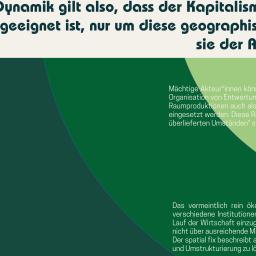 Dynamik gilt also, dass der Kapitalism
geeignet ist, nur um diese geographis
sie der A
Mächtige Akteur*innen kön
Organisation von Entwertun
Raumproduktionen auch als
eingesetzt werden. Diese R
überlieferten Umständen" s
Das vermeintlich rein öko
verschiedene Institutionen
Lauf der Wirtschaft einzug
nicht über ausreichende M
Der spatial fix beschreibt a
und Umstrukturierung zu lö